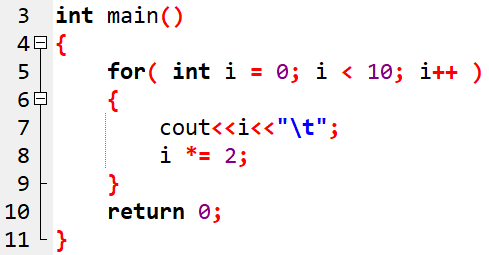 3 int main()
4 {
5     for( int i = 0; i < 10; i++ )
6     {
7         cout<<i<<"\t";
8         i *= 2;
9     }
10     return 0;
11 }